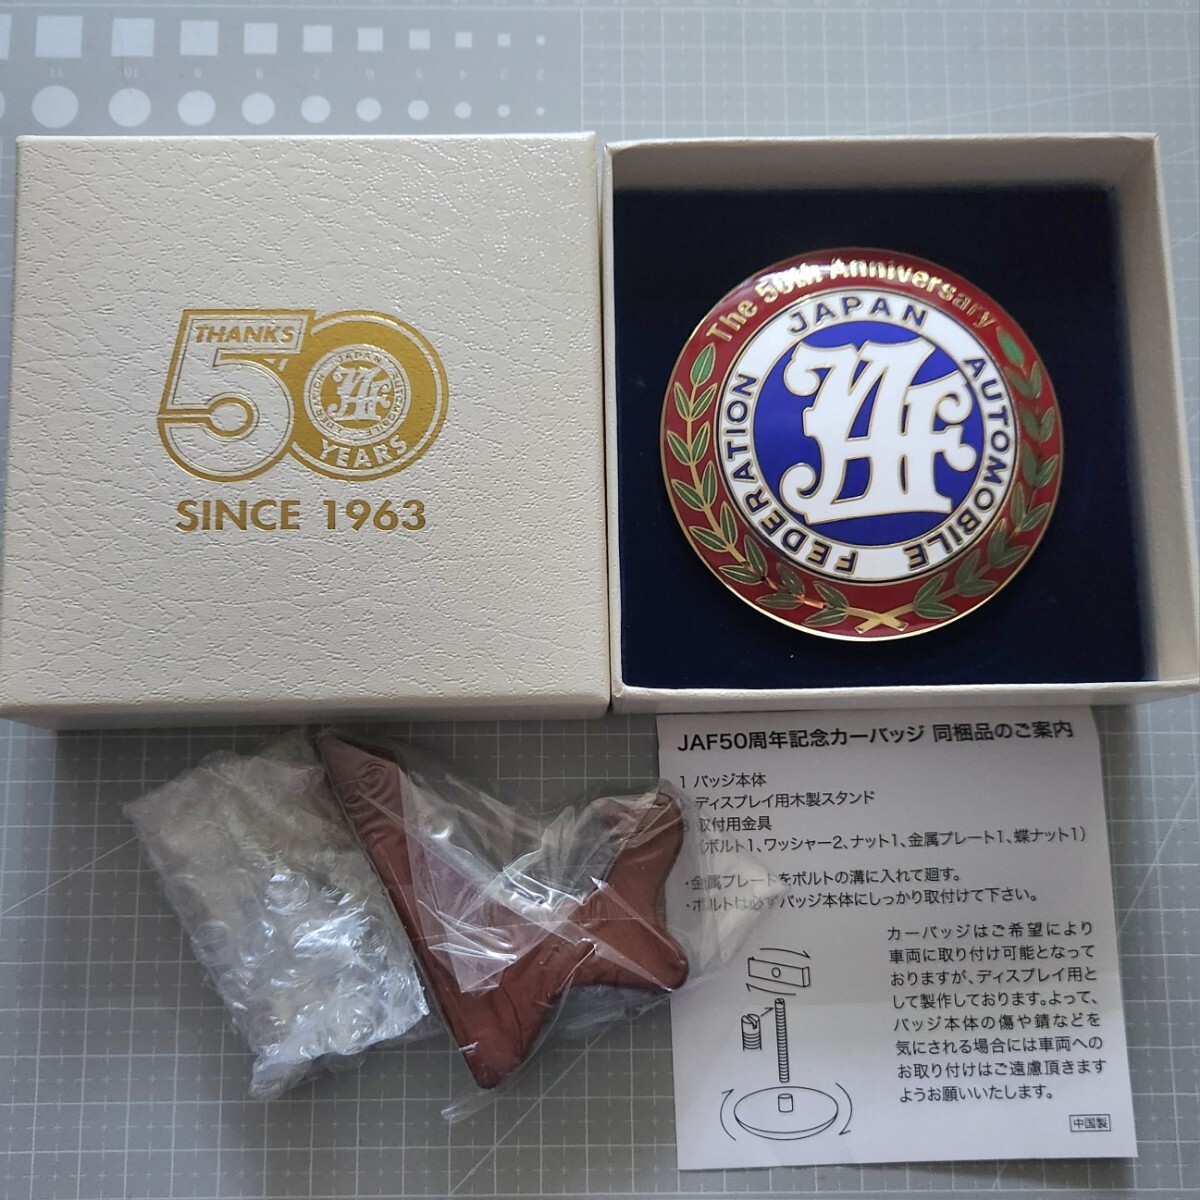 11 10 9 8 7 6 5 4 3 2
THANKS
50
JAPAN AUTOMOBILE FEDERATION
YEARS
SINCE 1963
The 50th Anniversary
JAPAN AUTOMOBILE FEDERATION
JAF
JAF50周年記念カーバッジ 同梱品のご案内
1 バッジ本体
ディスプレイ用木製スタンド
3 取付用金具
(ボルト1、ワッシャー2、ナット1、金属プレート1、蝶ナット1)
・金属プレートをボルトの溝に入れて廻す。
・ボルトは必ずバッジ本体にしっかり取付けて下さい。
カーバッジはご希望により
車両に取り付け可能となって
おりますが、ディスプレイ用と
して製作しております。よって、
バッジ本体の傷や錆などを
気にされる場合には車両への
お取り付けはご遠慮頂きます
ようお願いいたします。
中国製